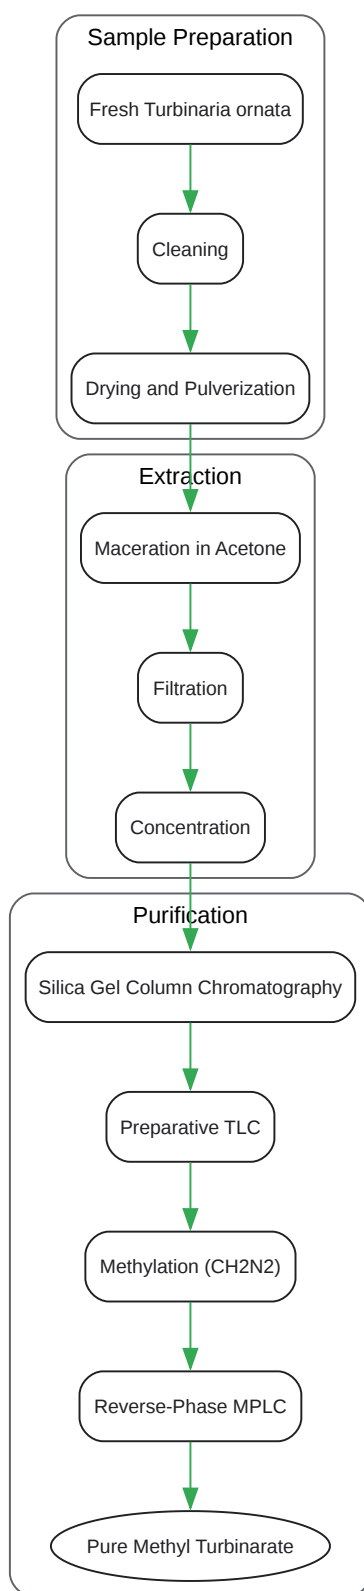 Sample Preparation
Fresh Turbinaria ornata
Cleaning
Drying and Pulverization
Extraction
Maceration in Acetone
Filtration
Concentration
Purification
Silica Gel Column Chromatography
Preparative TLC
Methylation (CH2N2)
Reverse-Phase MPLC
Pure Methyl Turbinarate